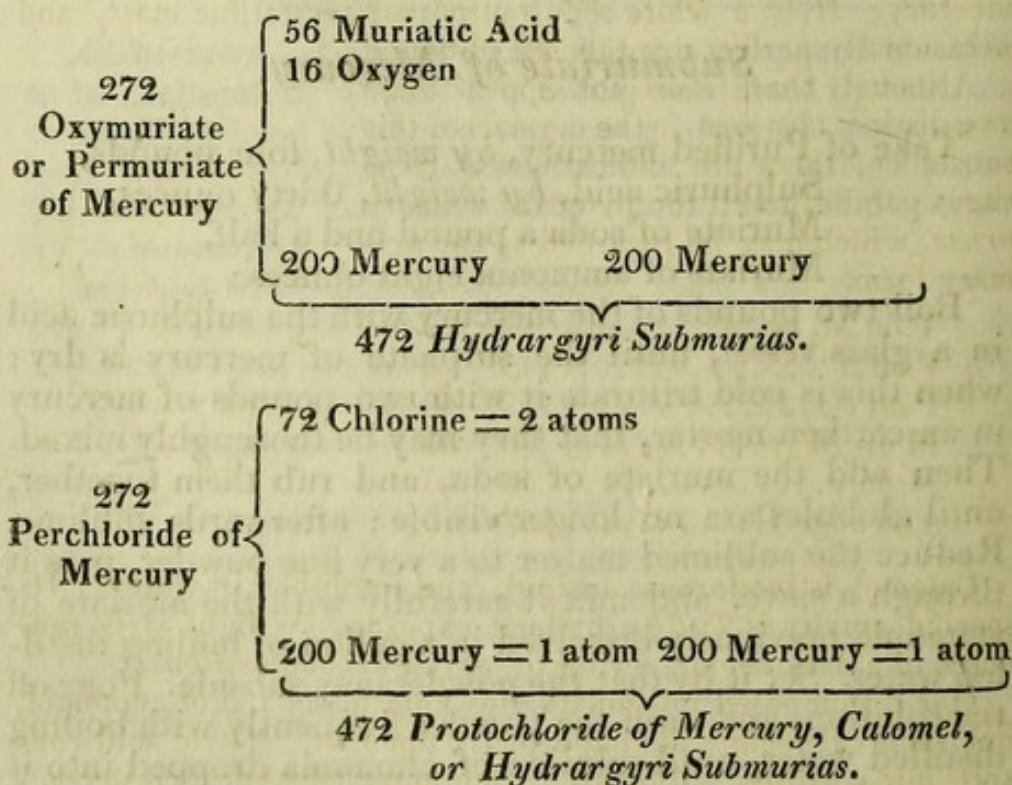 56 Muriatic Acid
16 Oxygen
272
Oxymuriate
or Permuriate
of Mercury
200 Mercury 200 Mercury
472 Hydrargyri Submurias.
72 Chlorine = 2 atoms
272
Perchloride of
Mercury
200 Mercury = 1 atom 200 Mercury = 1 atom
472 Protochloride of Mercury, Calomel,
or Hydrargyri Submurias.